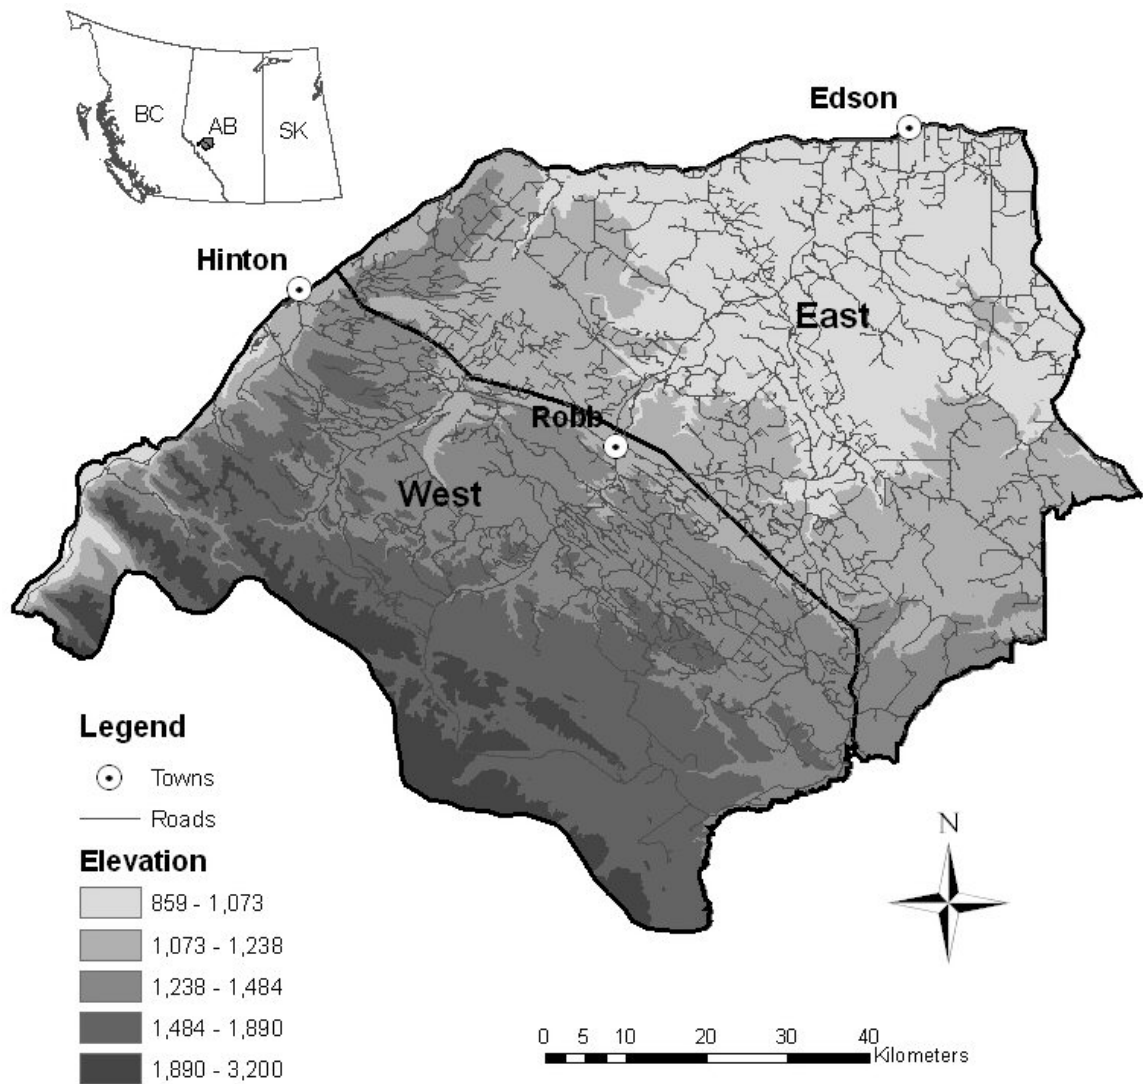 BC
AB
SK
Edson
Hinton
East
Robb
West
Legend
Towns
Roads
Elevation
859 - 1,073
1,073 - 1,238
1,238 - 1,484
1,484 - 1,890
1,890 - 3,200
N
0 5 10 20 30 40
Kilometers